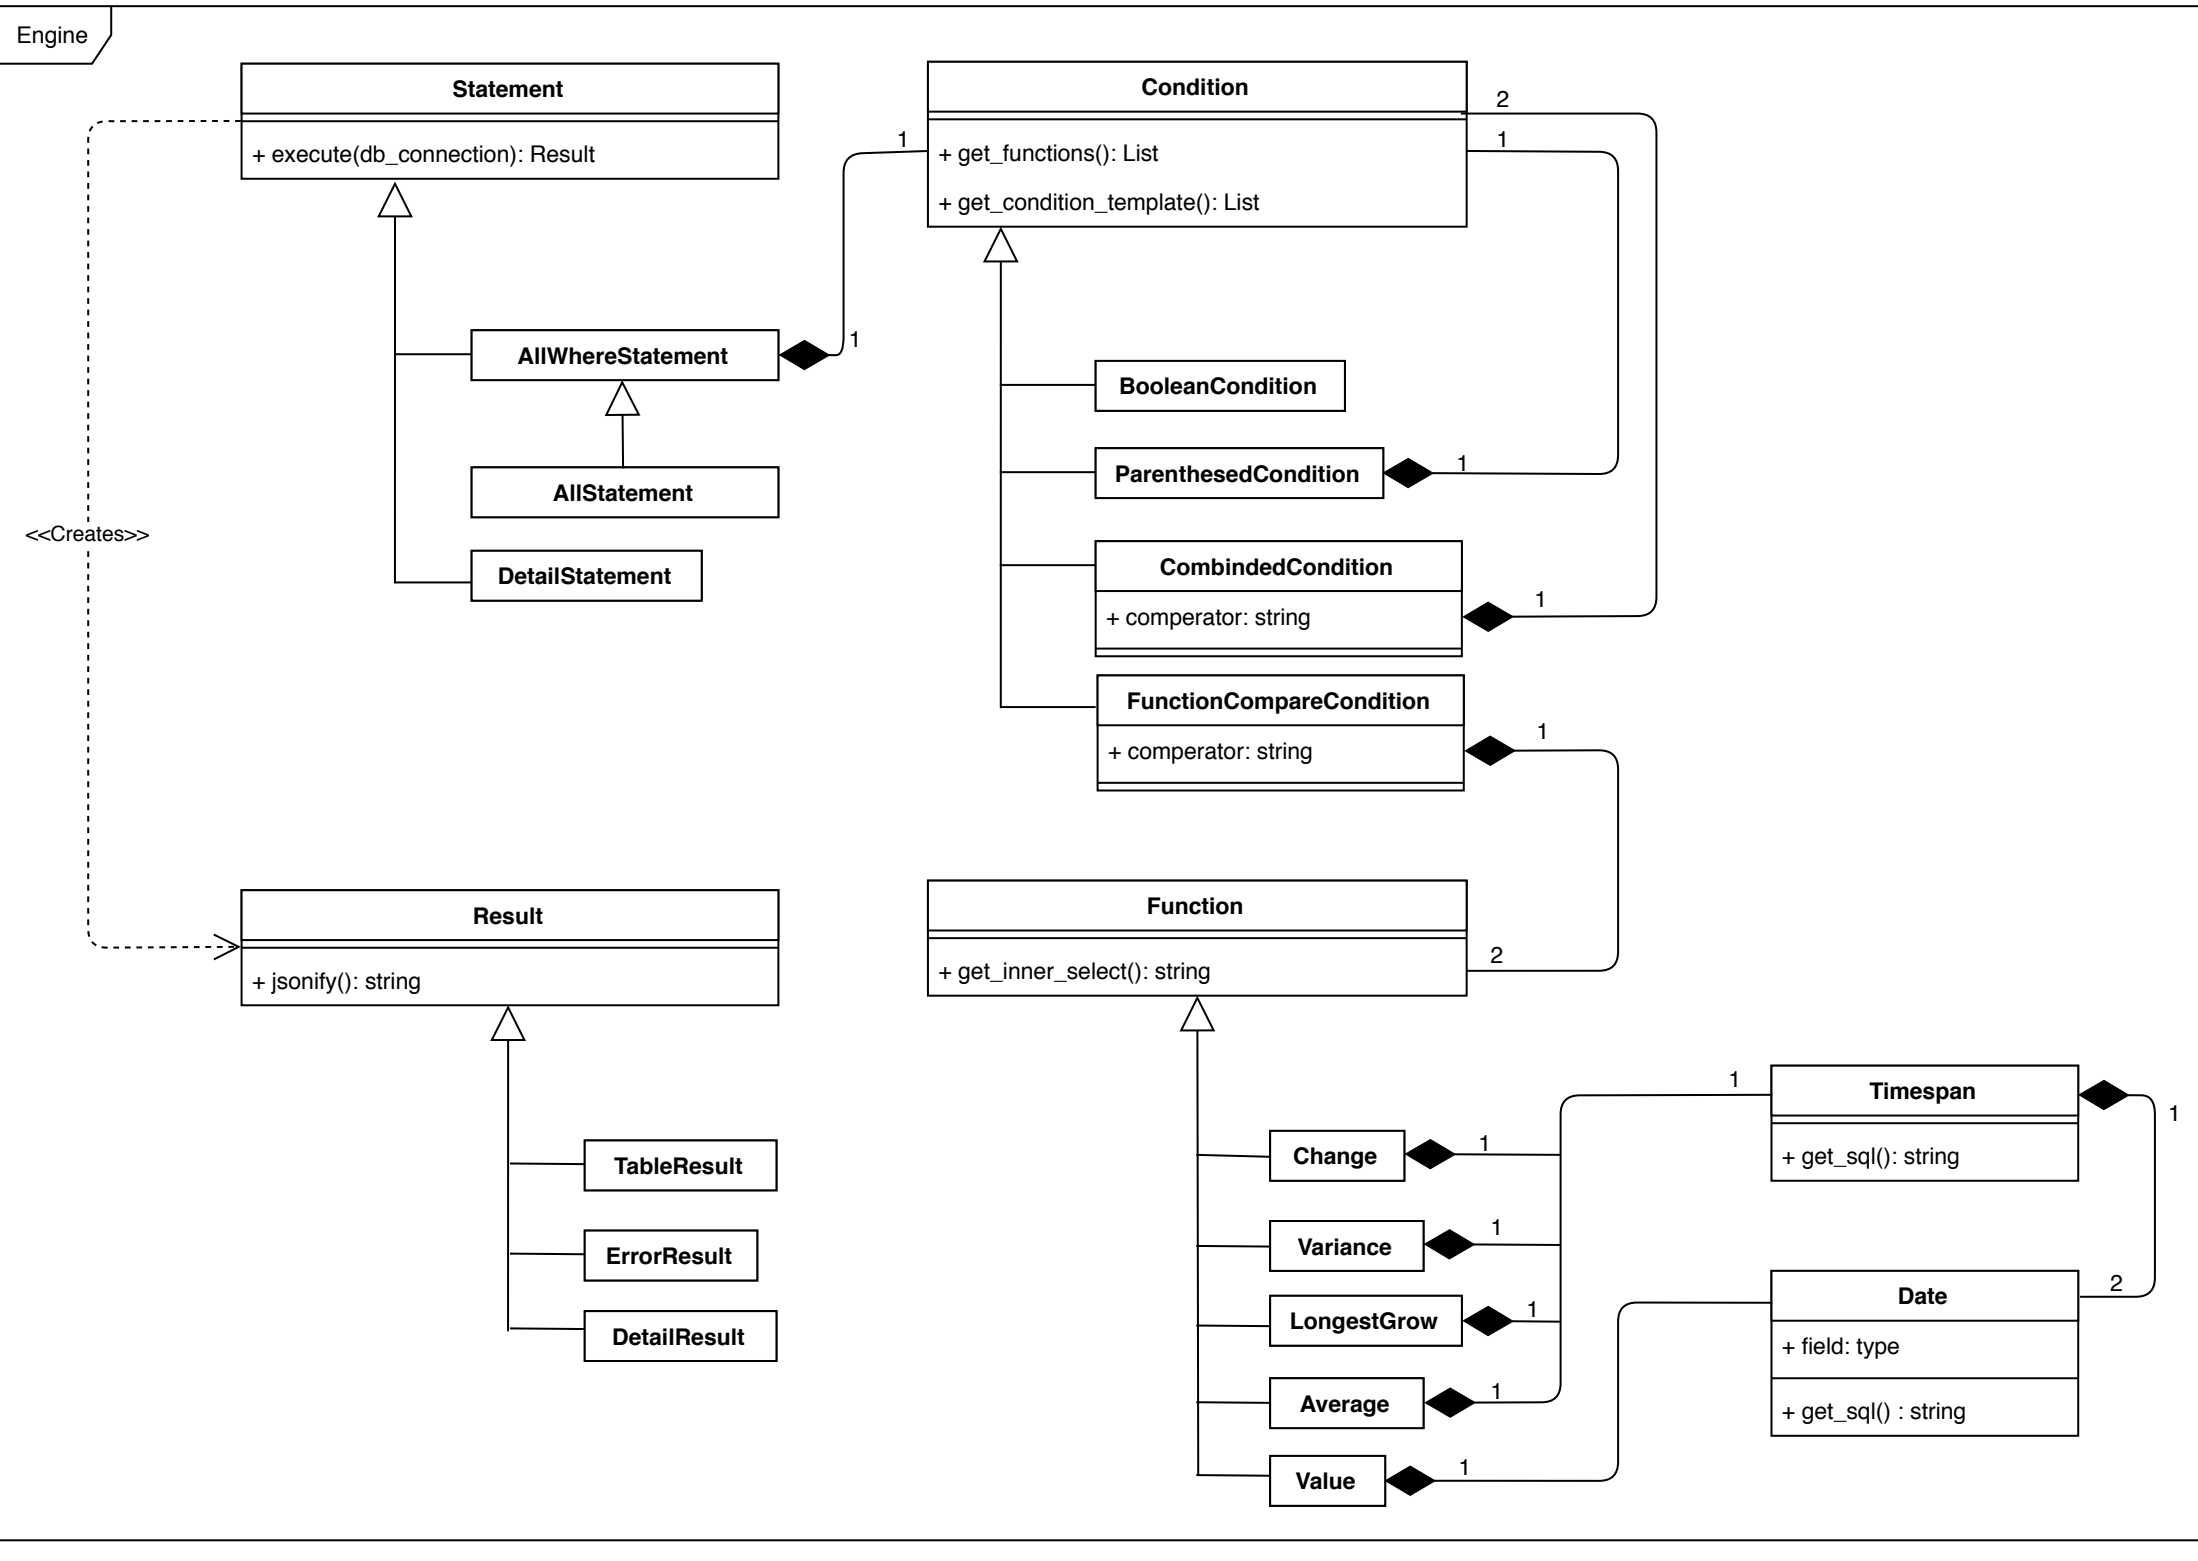 Engine
Statement
+ execute(db_connection): Result
Condition
+ get_functions(): List
+ get_condition_template(): List
2
1
1
1
AllWhereStatement
AllStatement
DetailStatement
<<Creates>>
BooleanCondition
ParenthesedCondition
1
CombindedCondition
+ comperator: string
1
FunctionCompareCondition
+ comperator: string
1
Result
+ jsonify(): string
TableResult
ErrorResult
DetailResult
Function
+ get_inner_select(): string
2
Change
1
Variance
1
LongestGrow
1
Average
1
Value
1
1
Timespan
+ get_sql(): string
1
2
Date
+ field: type
+ get_sql() : string